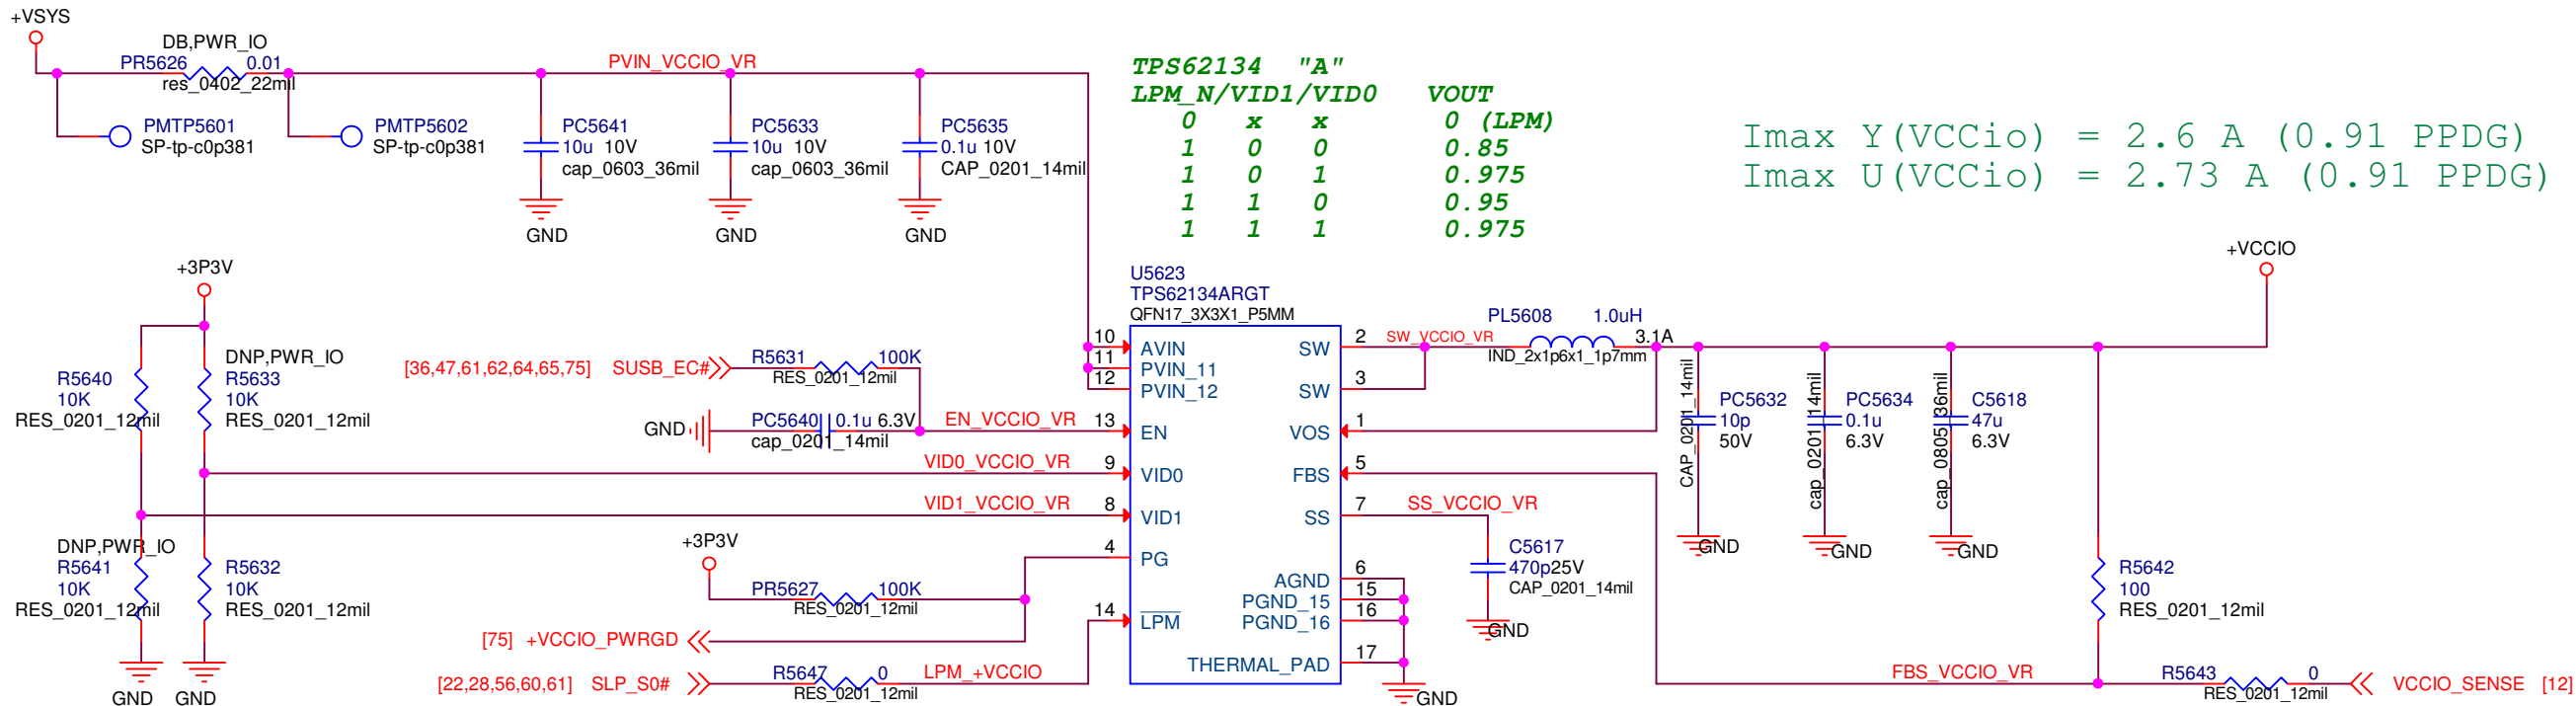 +VSYS
DB,PWR_IO
PR5626 0.01
res_0402_22mil
PVIN_VCCIO_VR
PMTP5601
SP-tp-c0p381
PMTP5602
SP-tp-c0p381
PC5641
10u 10V
cap_0603_36mil
GND
PC5633
10u 10V
cap_0603_36mil
GND
PC5635
0.1u 10V
CAP_0201_14mil
GND
TPS62134 "A"
LPM_N/VID1/VID0 VOUT
0 x x 0 (LPM)
1 0 0 0.85
1 0 1 0.975
1 1 0 0.95
1 1 1 0.975
Imax Y(VCCio) = 2.6 A (0.91 PPDG)
Imax U(VCCio) = 2.73 A (0.91 PPDG)
+3P3V
R5640
10K
RES_0201_12mil
DNP,PWR_IO
R5633
10K
RES_0201_12mil
DNP,PWR_IO
R5641
10K
RES_0201_12mil
GND
R5632
10K
RES_0201_12mil
GND
[36,47,61,62,64,65,75] SUSB_EC#
R5631 100K
RES_0201_12mil
GND
PC5640 0.1u 6.3V
cap_0201_14mil
EN_VCCIO_VR
VID0_VCCIO_VR
VID1_VCCIO_VR
+3P3V
PR5627 100K
RES_0201_12mil
[75] +VCCIO_PWRGD
[22,28,56,60,61] SLP_S0#
R5647 0
RES_0201_12mil
LPM_+VCCIO
U5623
TPS62134ARGT
QFN17_3X3X1_P5MM
10 AVIN
11 PVIN_11
12 PVIN_12
13 EN
9 VID0
8 VID1
4 PG
14 LPM
SW 2
SW 3
VOS 1
FBS 5
SS 7
AGND 6
PGND_15 15
PGND_16 16
THERMAL_PAD 17
GND
SW_VCCIO_VR
PL5608 1.0uH
3.1A
IND_2x1p6x1_1p7mm
SS_VCCIO_VR
C5617
470p25V
CAP_0201_14mil
GND
+VCCIO
PC5632
10p
50V
CAP_0201_14mil
GND
PC5634
0.1u
6.3V
cap_0201_14mil
GND
C5618
47u
6.3V
cap_0805_36mil
GND
R5642
100
RES_0201_12mil
FBS_VCCIO_VR
R5643 0
RES_0201_12mil
VCCIO_SENSE [12]